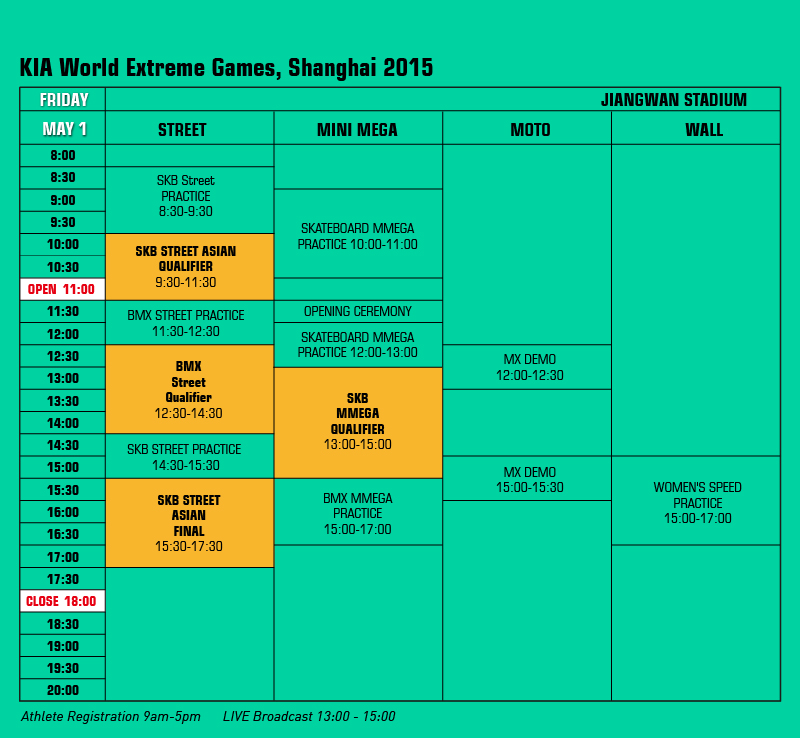 KIA World Extreme Games, Shanghai 2015
FRIDAY
JIANGWAN STADIUM
MAY 1
STREET
MINI MEGA
MOTO
WALL
8:00
8:30
9:00
9:30
10:00
10:30
OPEN 11:00
11:30
12:00
12:30
13:00
13:30
14:00
14:30
15:00
15:30
16:00
16:30
17:00
17:30
CLOSE 18:00
18:30
19:00
19:30
20:00
SKB Street
PRACTICE
8:30-9:30
SKB STREET ASIAN
QUALIFIER
9:30-11:30
BMX STREET PRACTICE
11:30-12:30
BMX
Street
Qualifier
12:30-14:30
SKB STREET PRACTICE
14:30-15:30
SKB STREET
ASIAN
FINAL
15:30-17:30
SKATEBOARD MMEGA
PRACTICE 10:00-11:00
OPENING CEREMONY
SKATEBOARD MMEGA
PRACTICE 12:00-13:00
SKB
MMEGA
QUALIFIER
13:00-15:00
BMX MMEGA
PRACTICE
15:00-17:00
MX DEMO
12:00-12:30
MX DEMO
15:00-15:30
WOMEN'S SPEED
PRACTICE
15:00-17:00
Athlete Registration 9am-5pm LIVE Broadcast 13:00 - 15:00